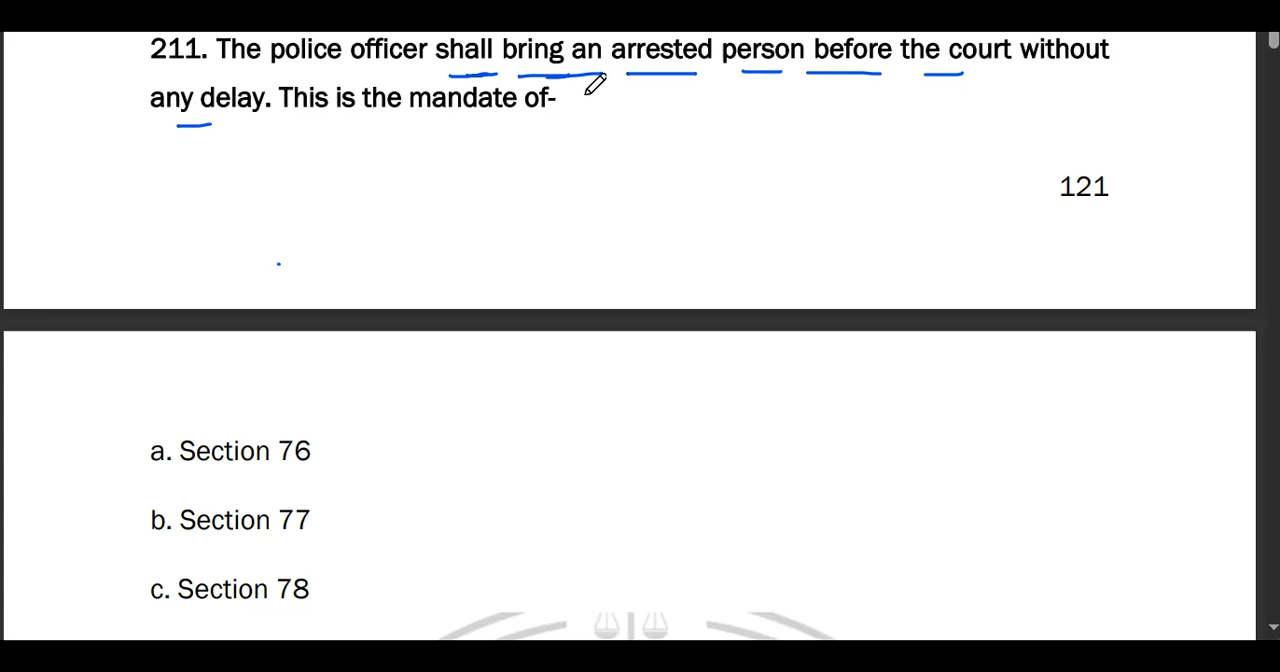 211. The police officer shall bring an arrested person before the court without
any delay. This is the mandate of-
121
a. Section 76
b. Section 77
c. Section 78